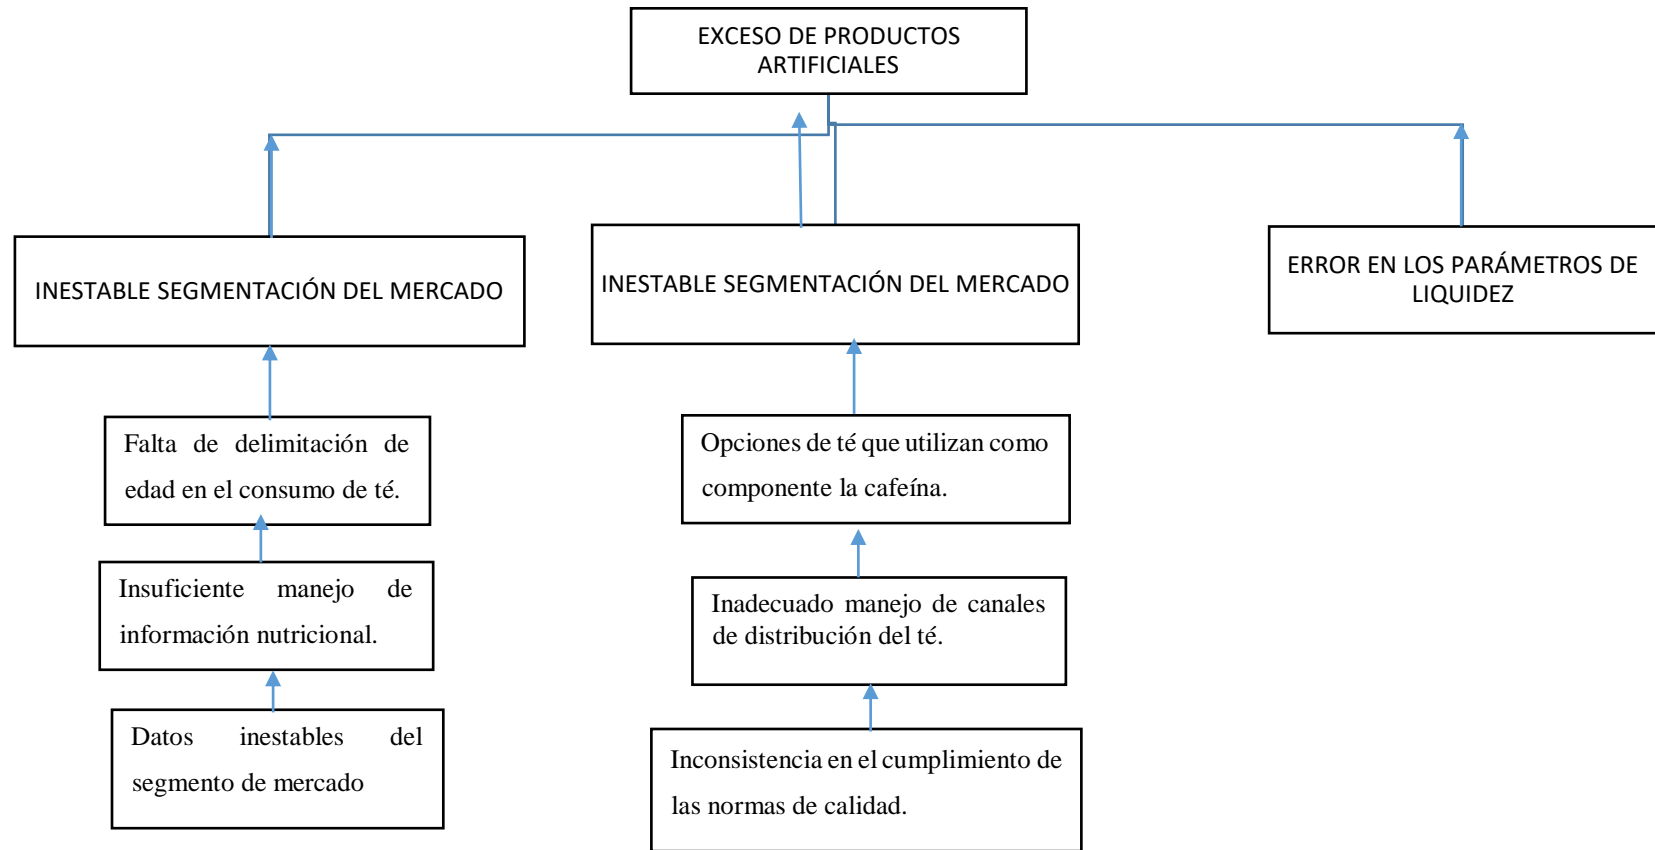 EXCESO DE PRODUCTOS
ARTIFICIALES
INESTABLE SEGMENTACIÓN DEL MERCADO
INESTABLE SEGMENTACIÓN DEL MERCADO
ERROR EN LOS PARÁMETROS DE
LIQUIDEZ
Falta de delimitación de
edad en el consumo de té.
Opciones de té que utilizan como
componente la cafeína.
Insuficiente manejo de
información nutricional.
Inadecuado manejo de canales
de distribución del té.
Datos inestables del
segmento de mercado
Inconsistencia en el cumplimiento de
las normas de calidad.